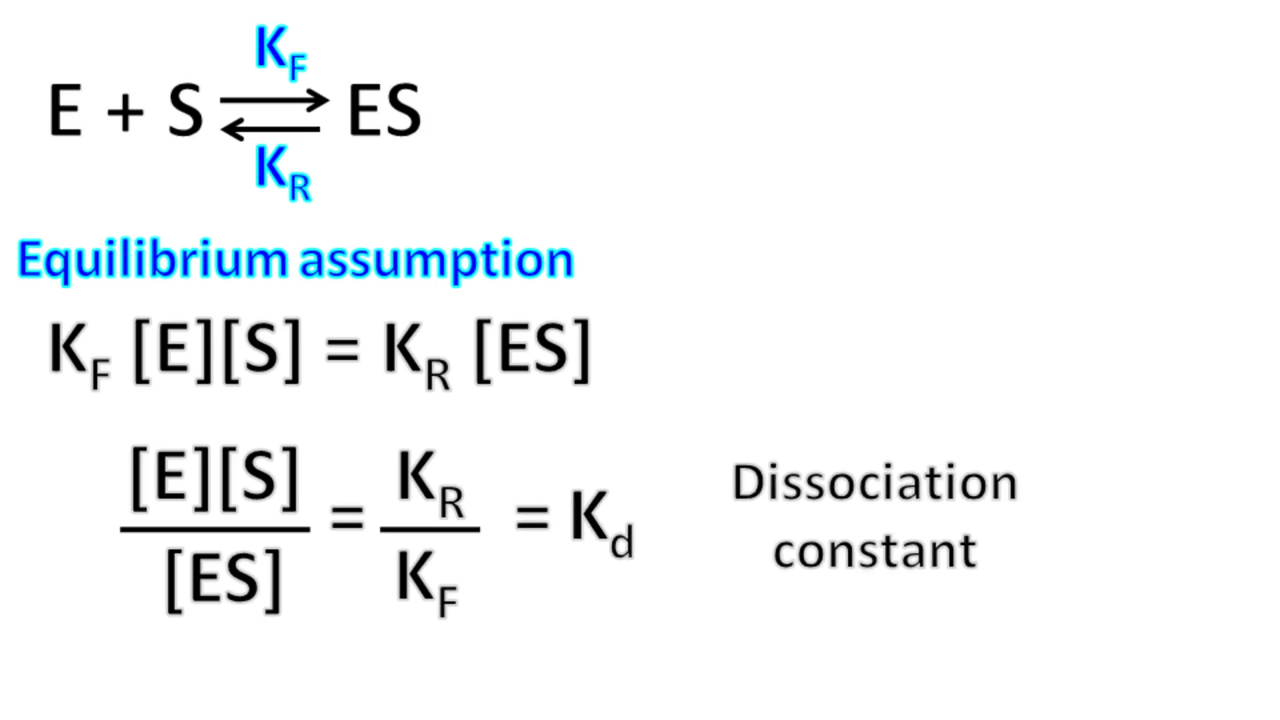 K_F
E + S ⇌ ES
K_R
Equilibrium assumption
K_F [E][S] = K_R [ES]
[E][S] / [ES] = K_R / K_F = K_d
Dissociation
constant